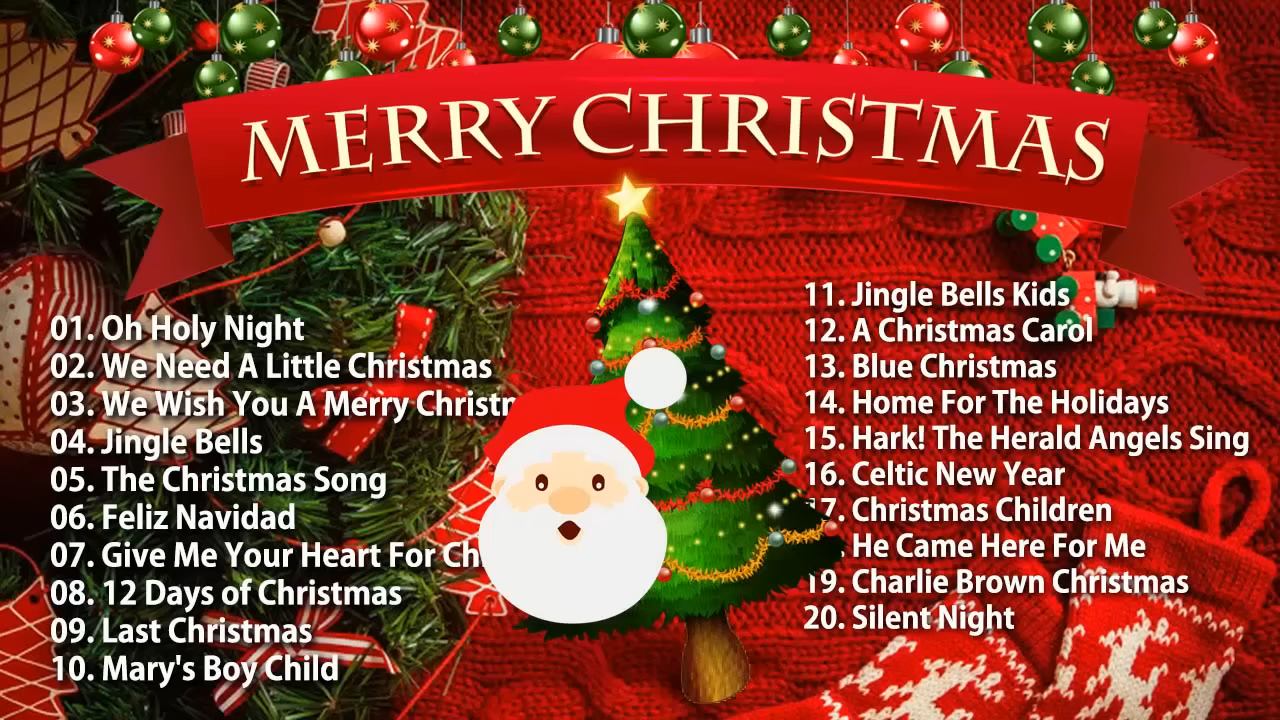 MERRY CHRISTMAS
01. Oh Holy Night
02. We Need A Little Christmas
03. We Wish You A Merry
04. Jingle Bells
05. The Christmas Song
06. Feliz Navidad
07. Give Me Your Heart For
08. 12 Days of Christmas
09. Last Christmas
10. Mary's Boy Child
11. Jingle Bells Kids
12. A Christmas Carol
13. Blue Christmas
14. Home For The Holidays
15. Hark! The Herald Angels Sing
16. Celtic New Year
7. Christmas Children
. He Came Here For Me
19. Charlie Brown Christmas
20. Silent Night